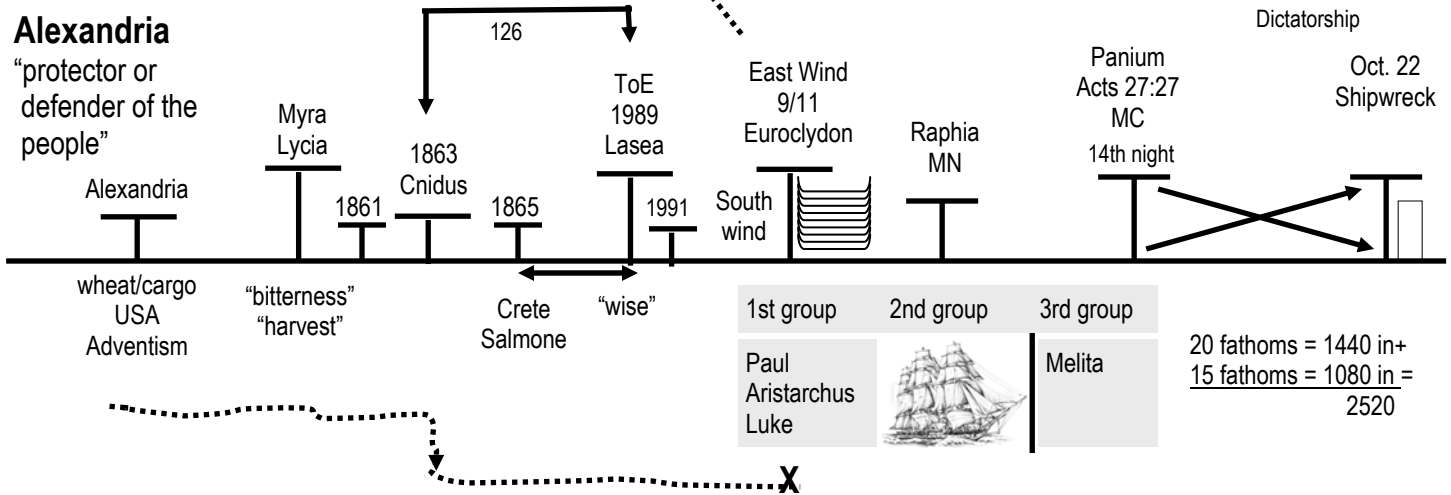 Alexandria
"protector or
defender of the
people"
126
Dictatorship
Alexandria
Myra
Lycia
1861
1863
Cnidus
1865
ToE
1989
Lasea
1991
South
wind
East Wind
9/11
Euroclydon
Raphia
MN
Panium
Acts 27:27
MC
14th night
Oct. 22
Shipwreck
wheat/cargo
USA
Adventism
"bitterness"
"harvest"
Crete
Salmone
"wise"
1st group
2nd group
3rd group
Paul
Aristarchus
Luke
Melita
20 fathoms = 1440 in+
15 fathoms = 1080 in =
2520
X